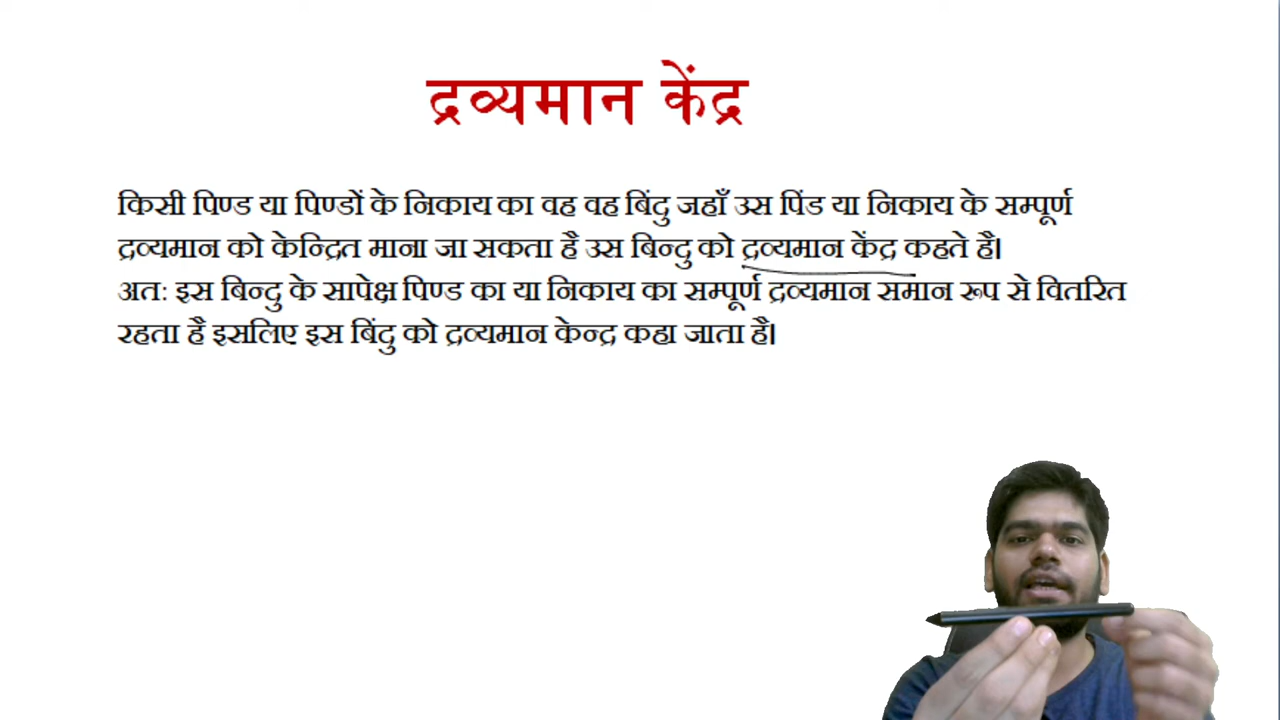 द्रव्यमान केंद्र
किसी पिण्ड या पिण्डों के निकाय का वह वह बिंदु जहाँ उस पिंड या निकाय के सम्पूर्ण
द्रव्यमान को केन्द्रित माना जा सकता है उस बिन्दु को द्रव्यमान केंद्र कहते है।
अतः इस बिन्दु के सापेक्ष पिण्ड का या निकाय का सम्पूर्ण द्रव्यमान समान रूप से वितरित
रहता है इसलिए इस बिंदु को द्रव्यमान केन्द्र कहा जाता है।